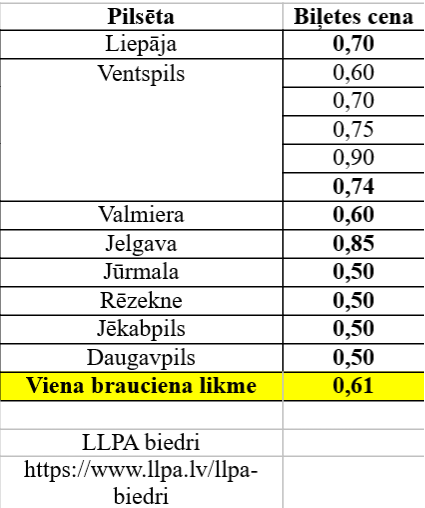 Pilsēta Biļetes cena
Liepāja 0,70
Ventspils 0,60
0,70
0,75
0,90
0,74
Valmiera 0,60
Jelgava 0,85
Jūrmala 0,50
Rēzekne 0,50
Jēkabpils 0,50
Daugavpils 0,50
Viena brauciena likme 0,61
LLPA biedri
https://www.llpa.lv/llpa-
biedri